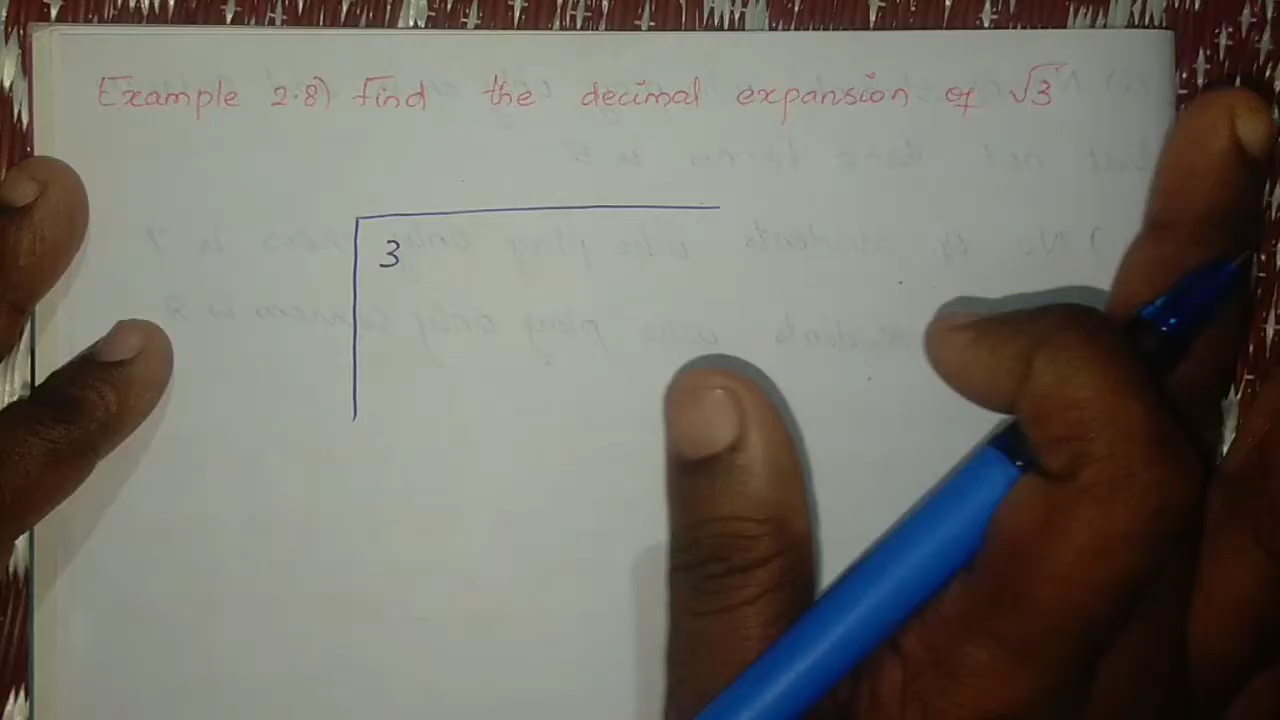 Example 2.8) Find the decimal expansion of √3
3